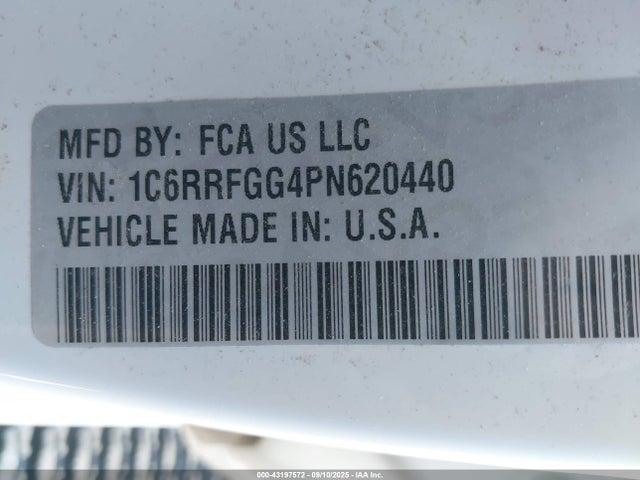 MFD BY: FCA US LLC
VIN: 1C6RRFGG4PN620440
VEHICLE MADE IN: U.S.A.
000-43197572 - 09/10/2025 - IAA Inc.